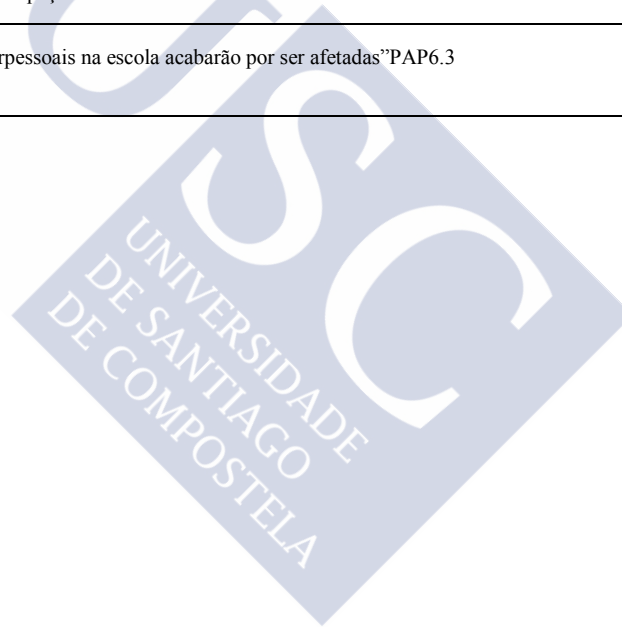 rpessoais na escola acabarão por ser afetadas”PAP6.3
USC
UNIVERSIDADE
DE SANTIAGO
DE COMPOSTELA